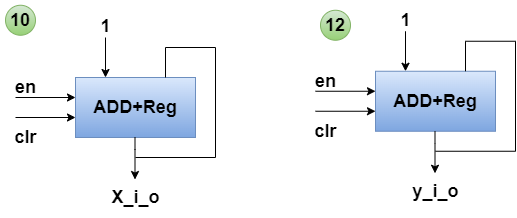 10
1
en
clr
ADD+Reg
X_i_o
12
1
en
clr
ADD+Reg
y_i_o